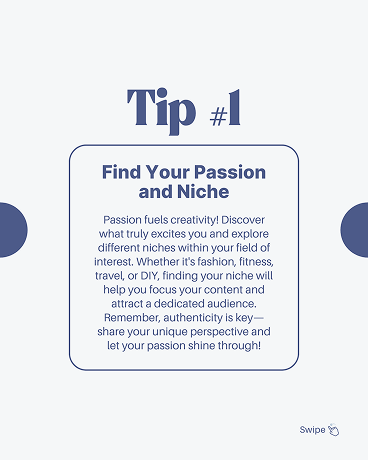 Tip #1
Find Your Passion
and Niche
Passion fuels creativity! Discover
what truly excites you and explore
different niches within your field of
interest. Whether it's fashion, fitness,
travel, or DIY, finding your niche will
help you focus your content and
attract a dedicated audience.
Remember, authenticity is key—
share your unique perspective and
let your passion shine through!
Swipe